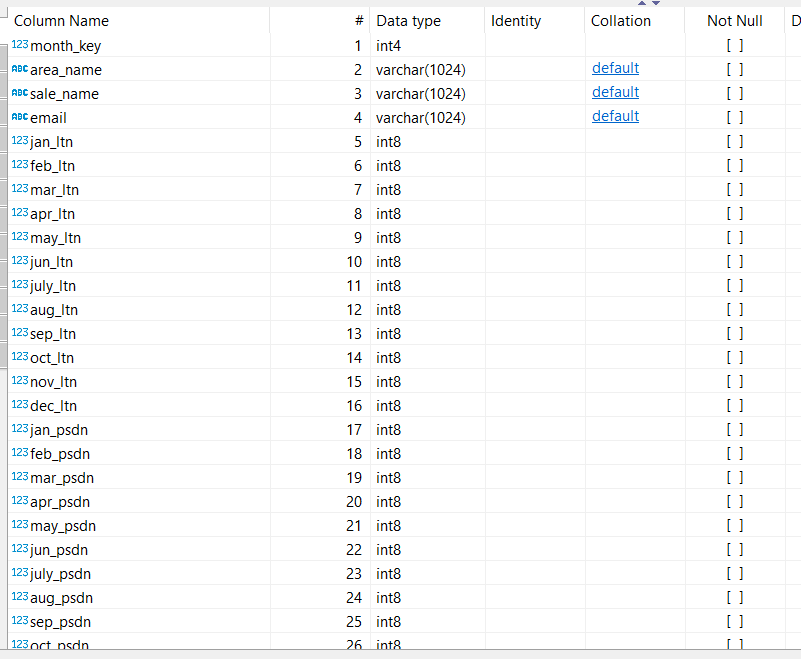 Column Name # Data type Identity Collation Not Null D
123 month_key 1 int4 [ ]
ABC area_name 2 varchar(1024) default [ ]
ABC sale_name 3 varchar(1024) default [ ]
ABC email 4 varchar(1024) default [ ]
123 jan_ltn 5 int8 [ ]
123 feb_ltn 6 int8 [ ]
123 mar_ltn 7 int8 [ ]
123 apr_ltn 8 int8 [ ]
123 may_ltn 9 int8 [ ]
123 jun_ltn 10 int8 [ ]
123 july_ltn 11 int8 [ ]
123 aug_ltn 12 int8 [ ]
123 sep_ltn 13 int8 [ ]
123 oct_ltn 14 int8 [ ]
123 nov_ltn 15 int8 [ ]
123 dec_ltn 16 int8 [ ]
123 jan_psdn 17 int8 [ ]
123 feb_psdn 18 int8 [ ]
123 mar_psdn 19 int8 [ ]
123 apr_psdn 20 int8 [ ]
123 may_psdn 21 int8 [ ]
123 jun_psdn 22 int8 [ ]
123 july_psdn 23 int8 [ ]
123 aug_psdn 24 int8 [ ]
123 sep_psdn 25 int8 [ ]
123 oct_psdn 26 int8 [ ]